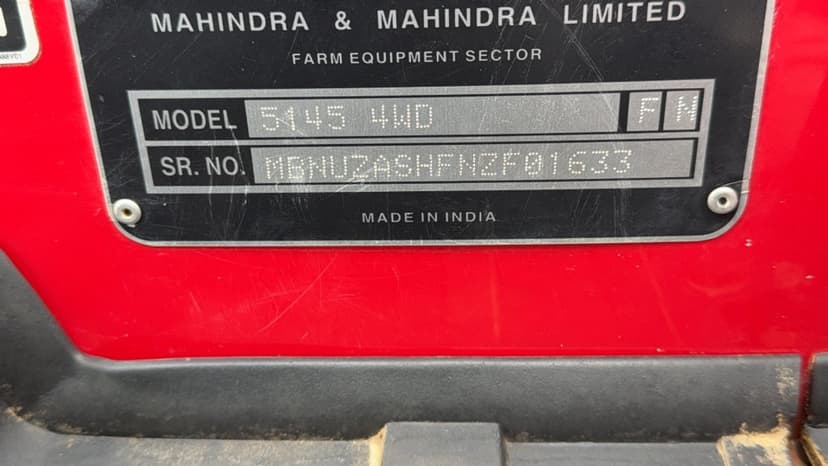 MAHINDRA & MAHINDRA LIMITED
FARM EQUIPMENT SECTOR
MODEL 5145 4WD F N
SR. NO. MBNUZASHFNZF01633
MADE IN INDIA